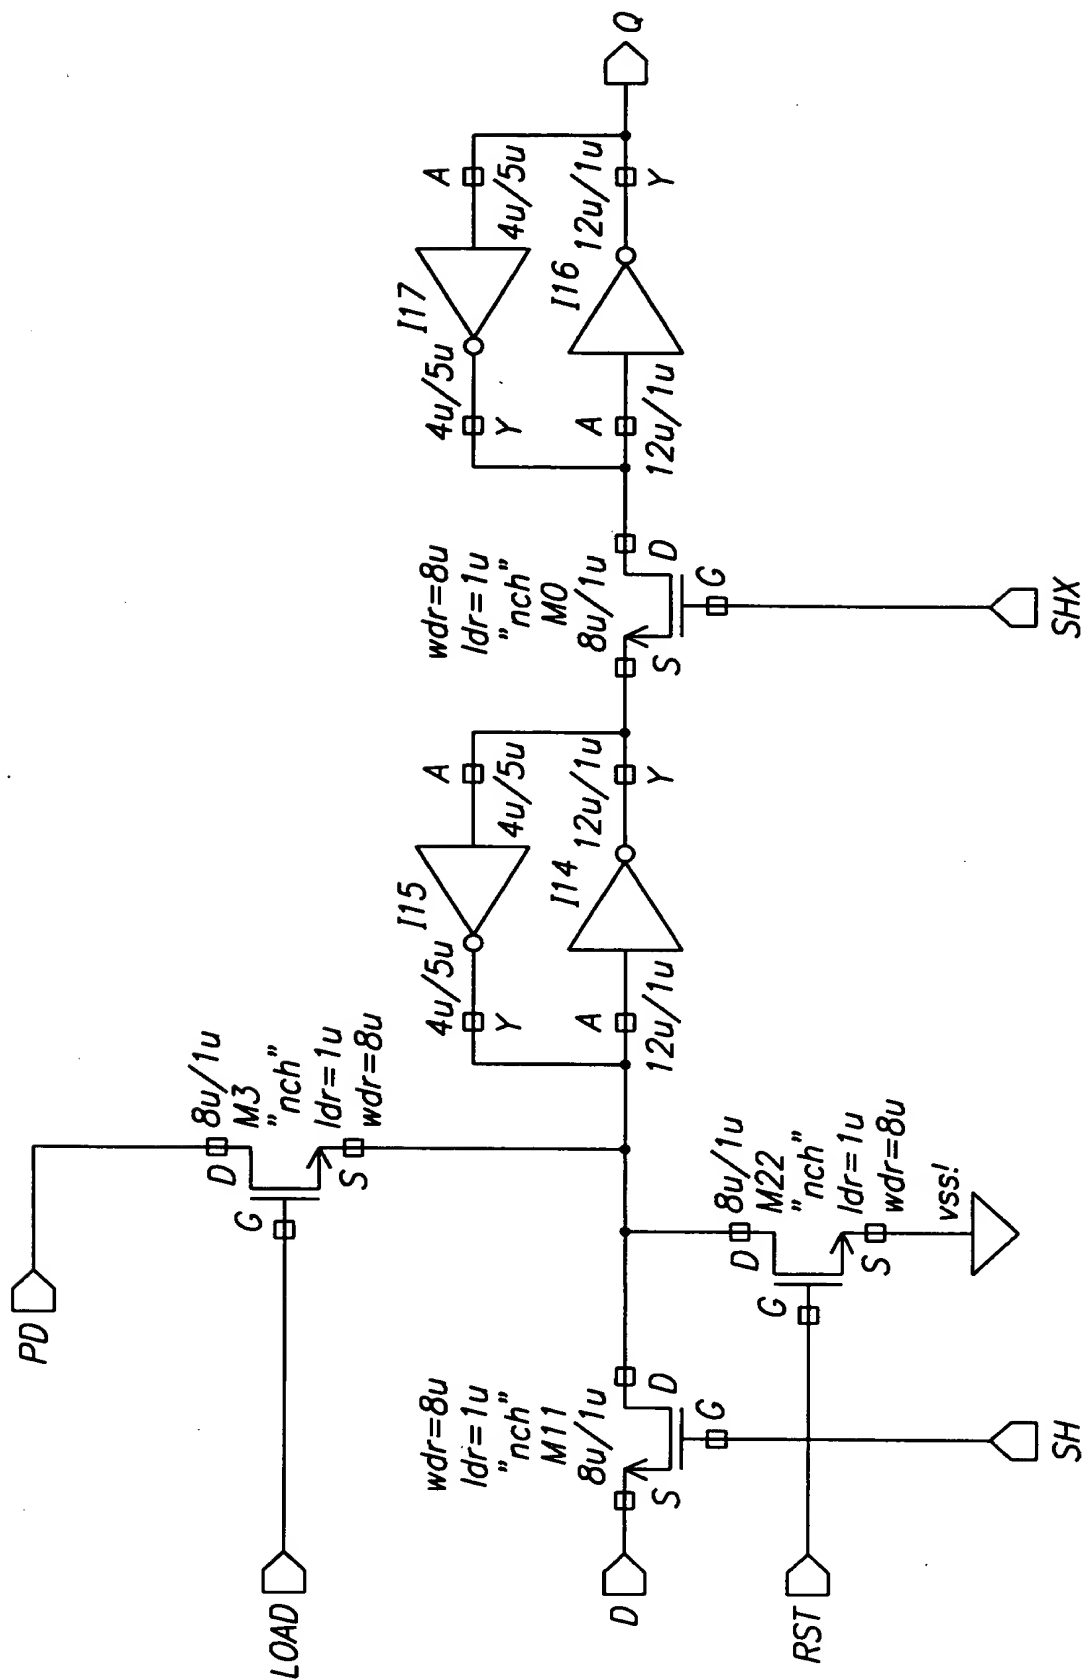 PD
LOAD
D
RST
SH
SHX
Q
8u/1u
M3
"nch"
ldr=1u
wdr=8u
D
G
S
wdr=8u
ldr=1u
"nch"
M11
8u/1u
D
G
S
8u/1u
M22
"nch"
ldr=1u
wdr=8u
D
G
S
vss!
I15
4u/5u
Y
A
4u/5u
I14
A
12u/1u
12u/1u
Y
wdr=8u
ldr=1u
"nch"
M0
8u/1u
S
D
G
I17
4u/5u
Y
A
4u/5u
I16
A
12u/1u
12u/1u
Y